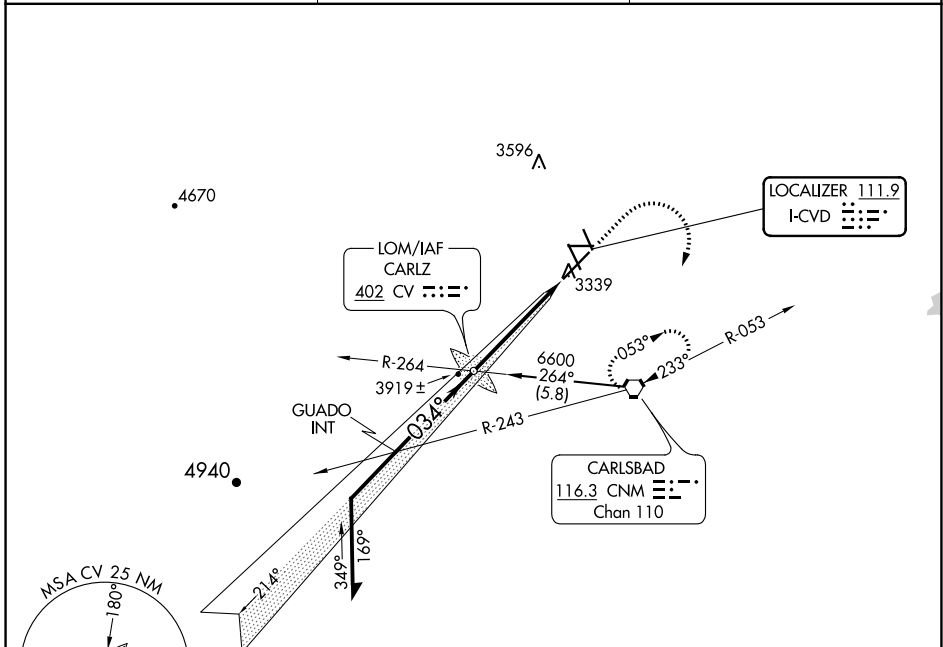 3596
4670
LOCALIZER 111.9
I-CVD
LOM/IAF
CARLZ
402 CV
3339
R-053
053°
233°
R-264
6600
264°
(5.8)
3919 ±
034°
GUADO
INT
R-243
4940
CARLSBAD
116.3 CNM
Chan 110
349°
169°
214°
MSA CV 25 NM
180°